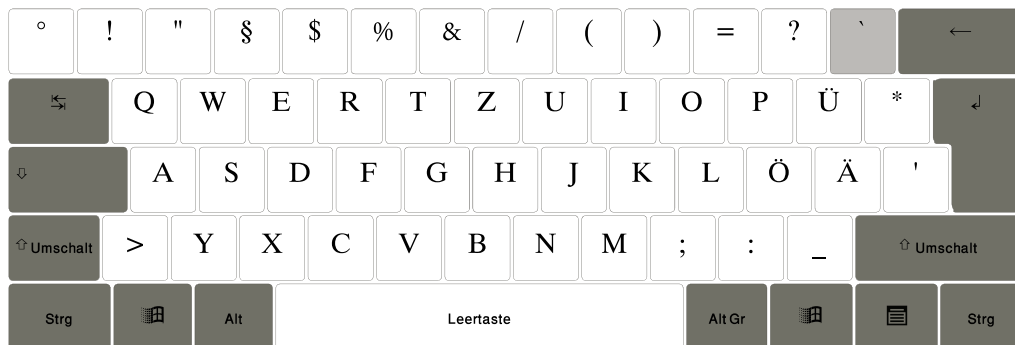 ° ! " § $ % & / ( ) = ? ` ←
↹ Q W E R T Z U I O P Ü * ↲
⇩ A S D F G H J K L Ö Ä '
⇧ Umschalt > Y X C V B N M ; : _ ⇧ Umschalt
Strg Alt Leertaste Alt Gr Strg